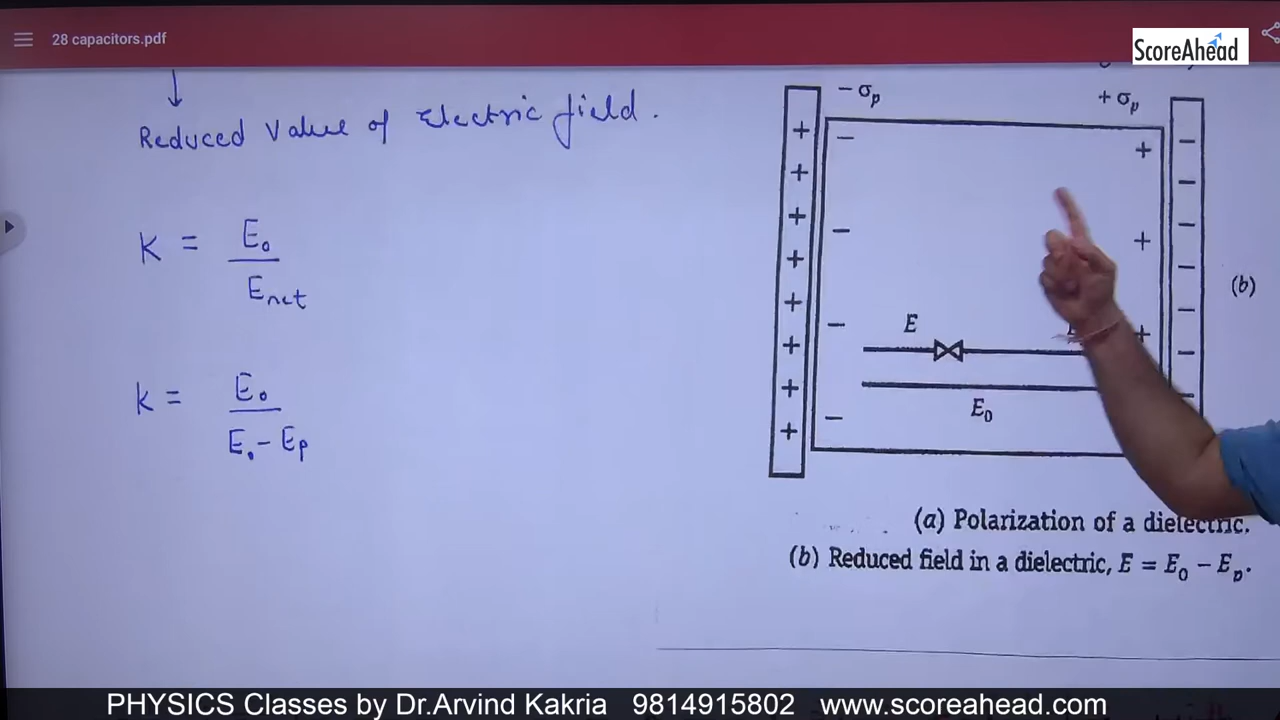 28 capacitors.pdf
ScoreAhead
Reduced Value of Electric field.
K = E₀ / Enet
K = E₀ / E₀ - Ep
- σp
+ σp
+ + + + + + + +
- - - -
+ + +
- - - - - - -
E
E₀
(b)
(a) Polarization of a dielectric.
(b) Reduced field in a dielectric, E = E₀ - Ep.
PHYSICS Classes by Dr.Arvind Kakria 9814915802 www.scoreahead.com